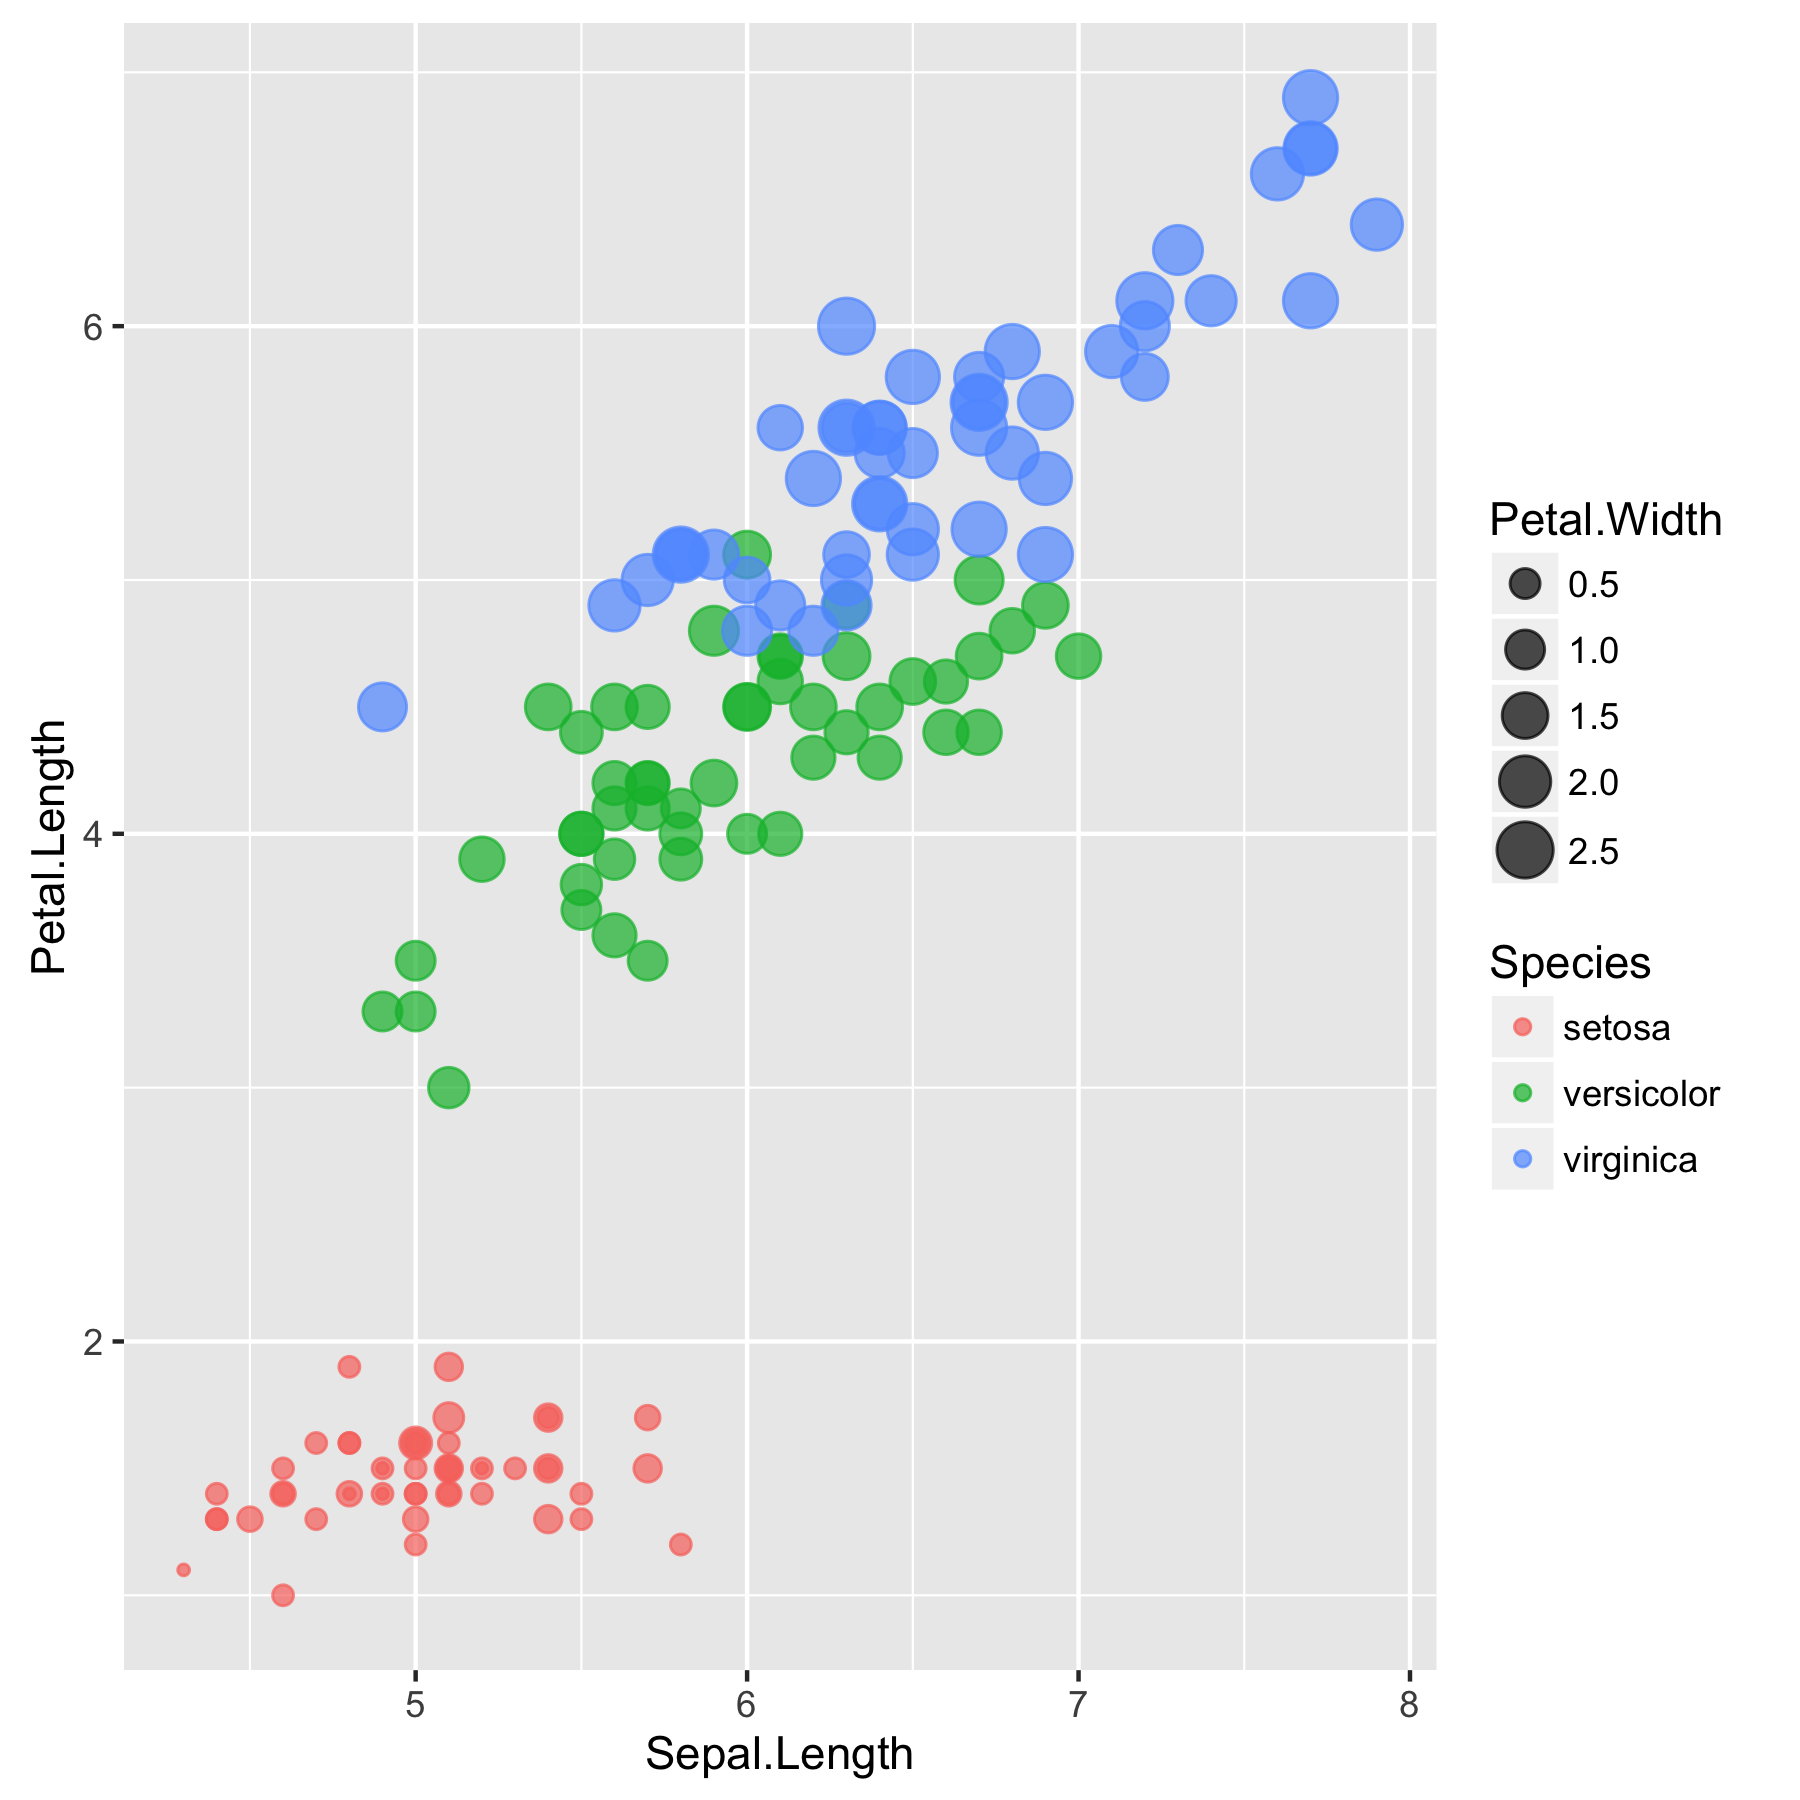 6
4
2
Petal.Length
5
6
7
8
Sepal.Length
Petal.Width
0.5
1.0
1.5
2.0
2.5
Species
setosa
versicolor
virginica